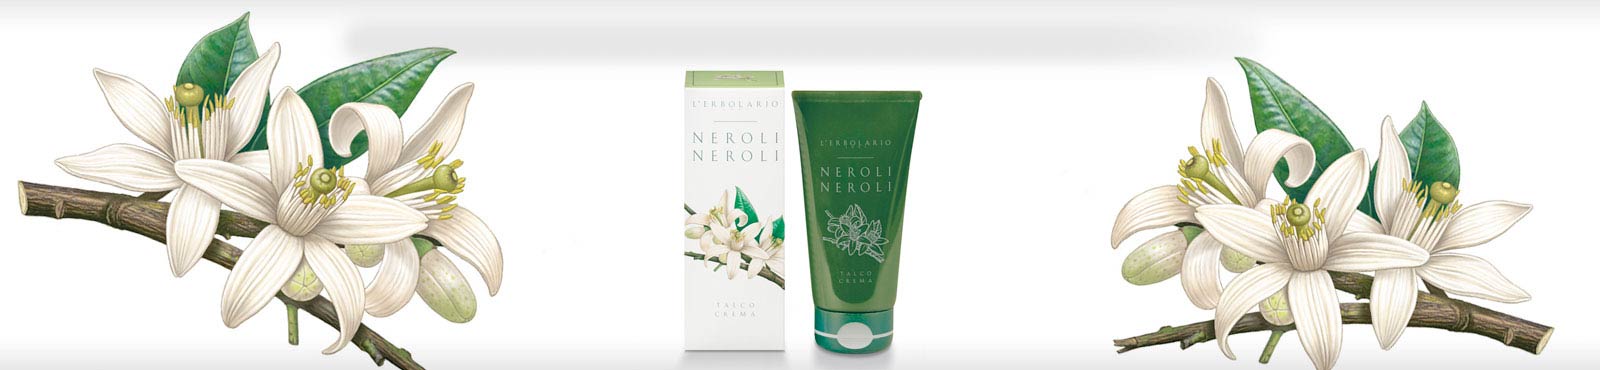 L'ERBOLARIO
NEROLI
NEROLI
TALCO
CREMA
L'ERBOLARIO
NEROLI
NEROLI
TALCO
CREMA